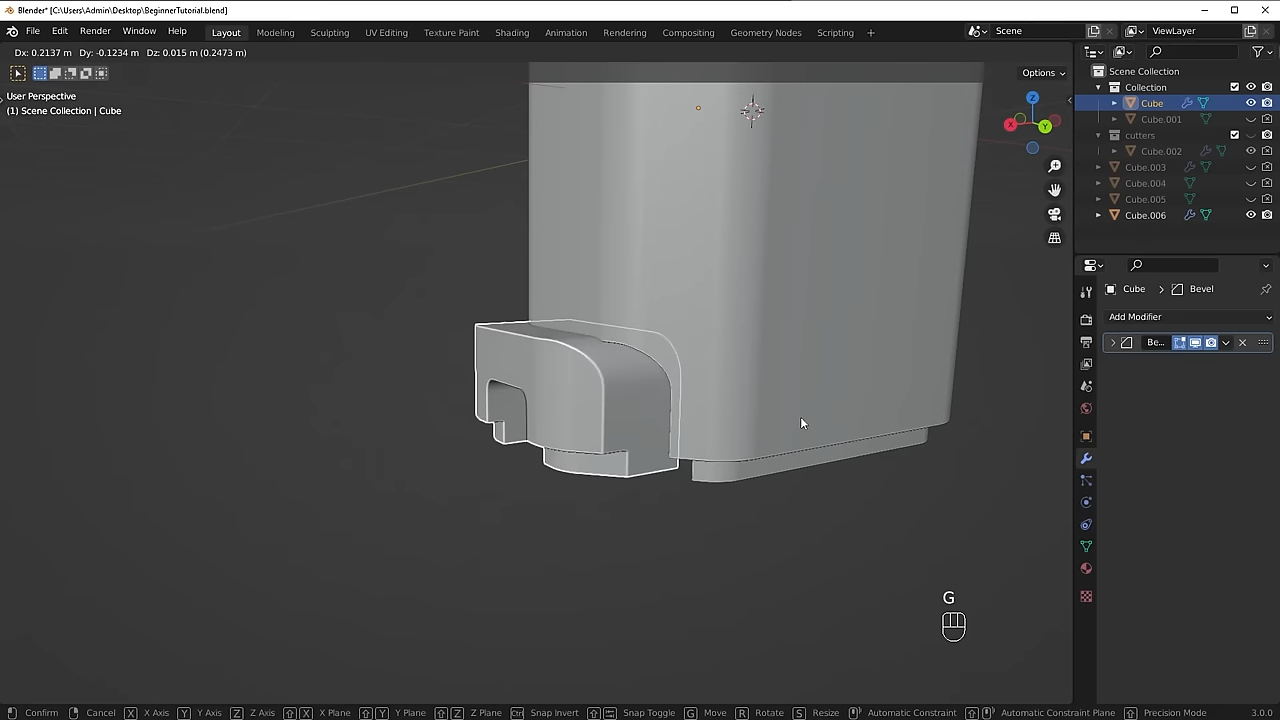 Blender* [C:\Users\Admin\Desktop\BeginnerTutorial.blend]
File Edit Render Window Help Layout Modeling Sculpting UV Editing Texture Paint Shading Animation Rendering Compositing Geometry Nodes Scripting + Scene ViewLayer
Dx: 0.2137 m Dy: -0.1234 m Dz: 0.015 m (0.2473 m)
Options
User Perspective
(1) Scene Collection | Cube
Z
X
Y
Scene Collection
Collection
Cube
Cube.001
cutters
Cube.002
Cube.003
Cube.004
Cube.005
Cube.006
Cube > Bevel
Add Modifier
Be...
G
Confirm Cancel X X Axis Y Y Axis Z Z Axis X X Plane Y Y Plane Z Z Plane Ctrl Snap Invert Snap Toggle G Move R Rotate S Resize Automatic Constraint Automatic Constraint Plane Precision Mode 3.0.0